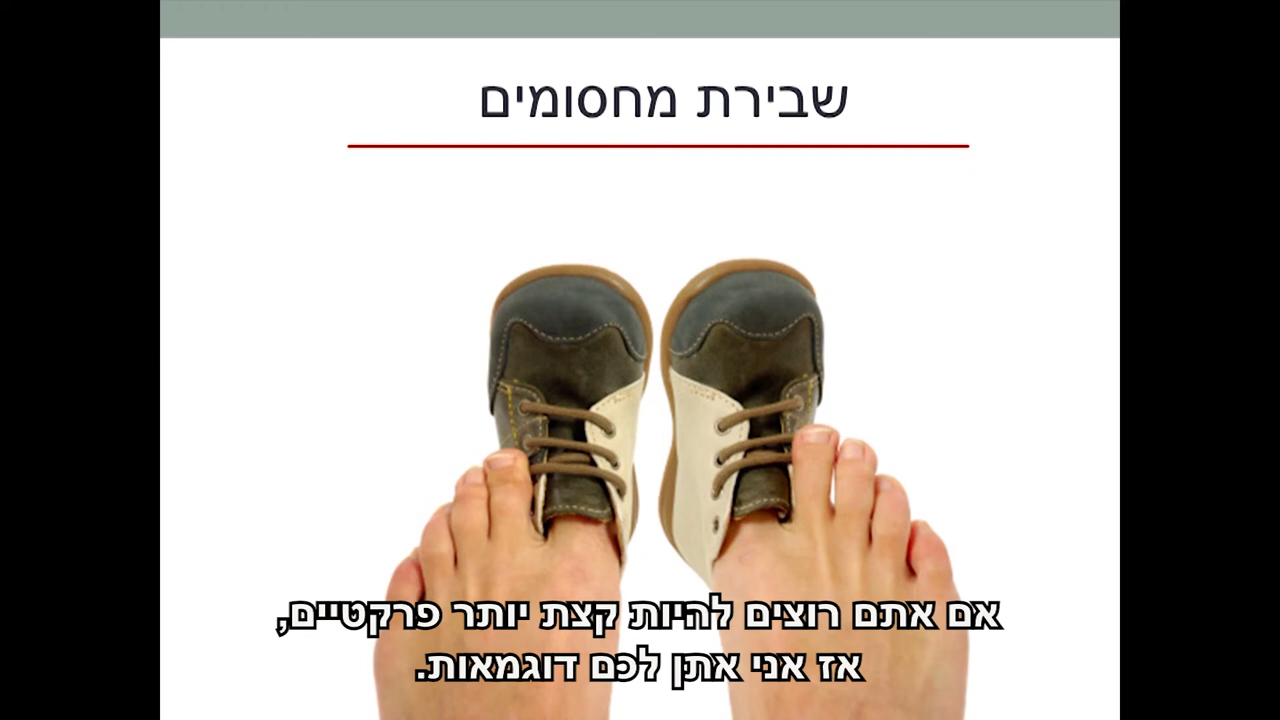 שבירת מחסומים
אם אתם רוצים להיות קצת יותר פרקטיים,
אז אני אתן לכם דוגמאות.